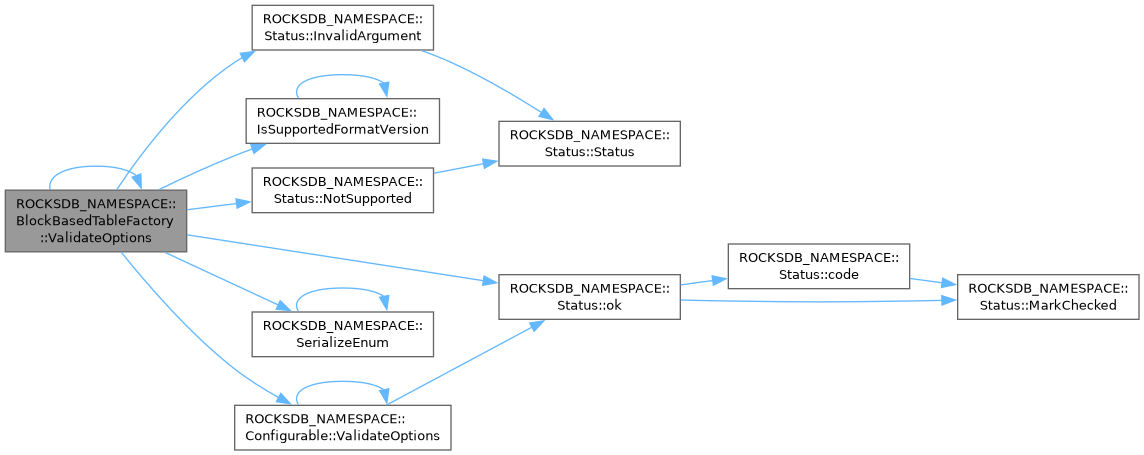 ROCKSDB_NAMESPACE::
Status::InvalidArgument
ROCKSDB_NAMESPACE::
IsSupportedFormatVersion
ROCKSDB_NAMESPACE::
Status::Status
ROCKSDB_NAMESPACE::
Status::NotSupported
ROCKSDB_NAMESPACE::
BlockBasedTableFactory
::ValidateOptions
ROCKSDB_NAMESPACE::
Status::code
ROCKSDB_NAMESPACE::
Status::ok
ROCKSDB_NAMESPACE::
Status::MarkChecked
ROCKSDB_NAMESPACE::
SerializeEnum
ROCKSDB_NAMESPACE::
Configurable::ValidateOptions